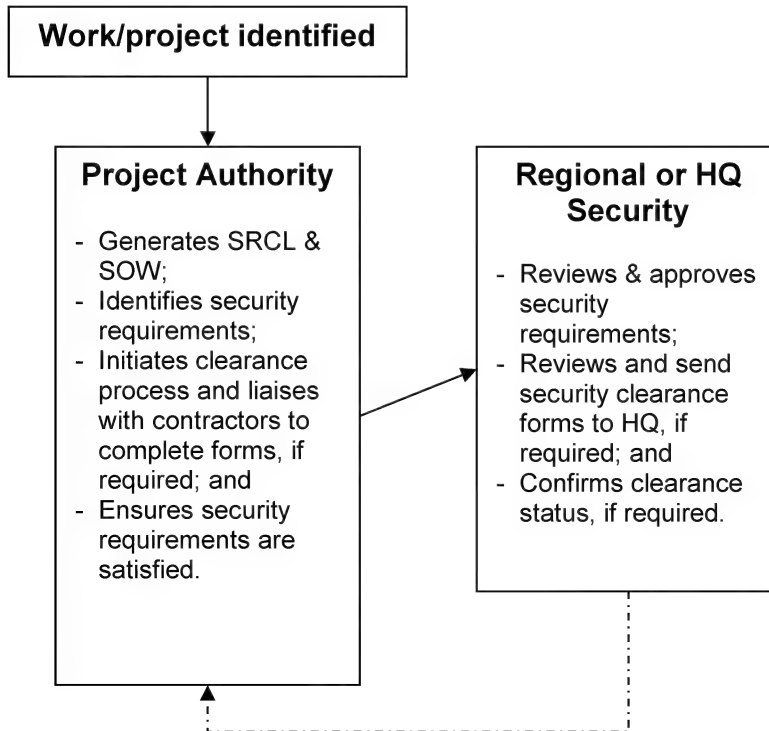 Work/project identified
Project Authority
- Generates SRCL &
SOW;
- Identifies security
requirements;
- Initiates clearance
process and liaises
with contractors to
complete forms, if
required; and
- Ensures security
requirements are
satisfied.
Regional or HQ
Security
- Reviews & approves
security
requirements;
- Reviews and send
security clearance
forms to HQ, if
required; and
- Confirms clearance
status, if required.